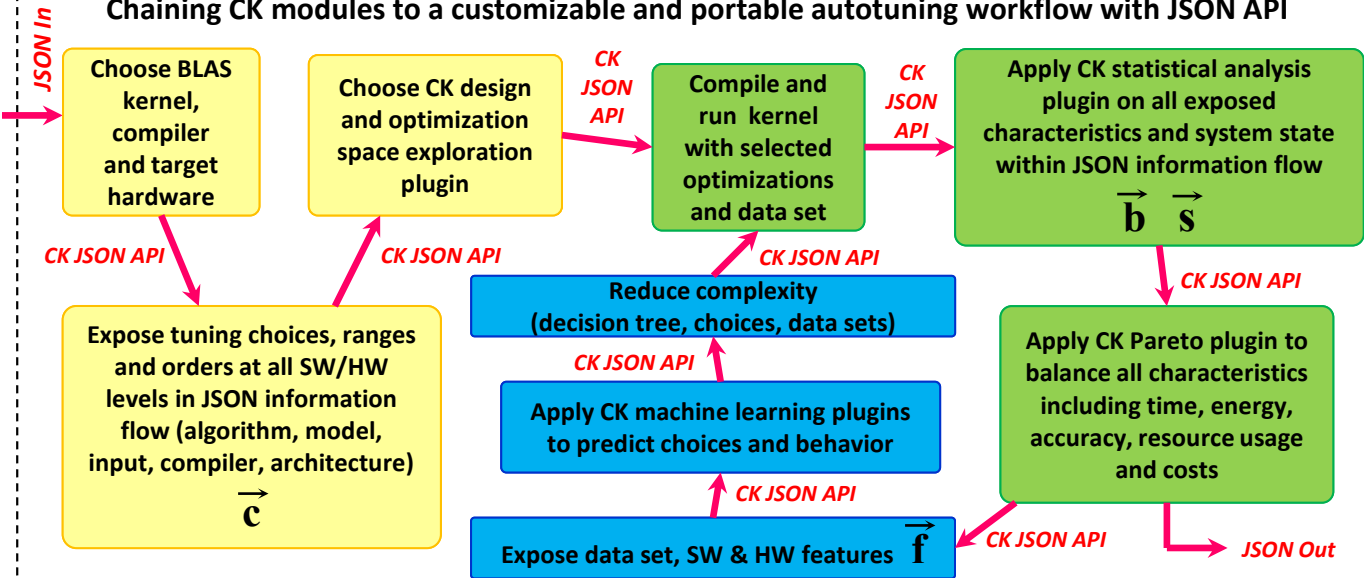 Chaining CK modules to a customizable and portable autotuning workflow with JSON API
JSON In
Choose BLAS
kernel,
compiler
and target
hardware
CK JSON API
Expose tuning choices, ranges
and orders at all SW/HW
levels in JSON information
flow (algorithm, model,
input, compiler, architecture)
c
CK JSON API
Choose CK design
and optimization
space exploration
plugin
CK
JSON
API
Compile and
run kernel
with selected
optimizations
and data set
CK
JSON
API
Apply CK statistical analysis
plugin on all exposed
characteristics and system state
within JSON information flow
b s
CK JSON API
Apply CK Pareto plugin to
balance all characteristics
including time, energy,
accuracy, resource usage
and costs
JSON Out
CK JSON API
Expose data set, SW & HW features f
CK JSON API
Apply CK machine learning plugins
to predict choices and behavior
CK JSON API
Reduce complexity
(decision tree, choices, data sets)
CK JSON API